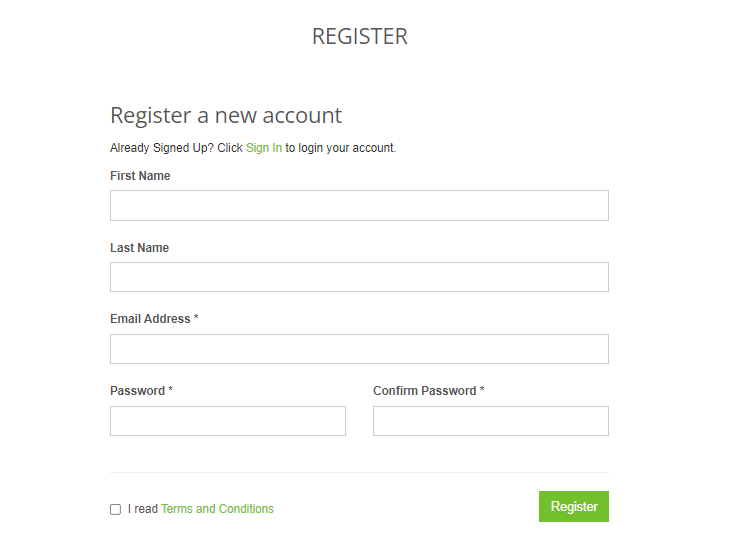 REGISTER
Register a new account
Already Signed Up? Click Sign In to login your account.
First Name
Last Name
Email Address *
Password *
Confirm Password *
I read Terms and Conditions
Register